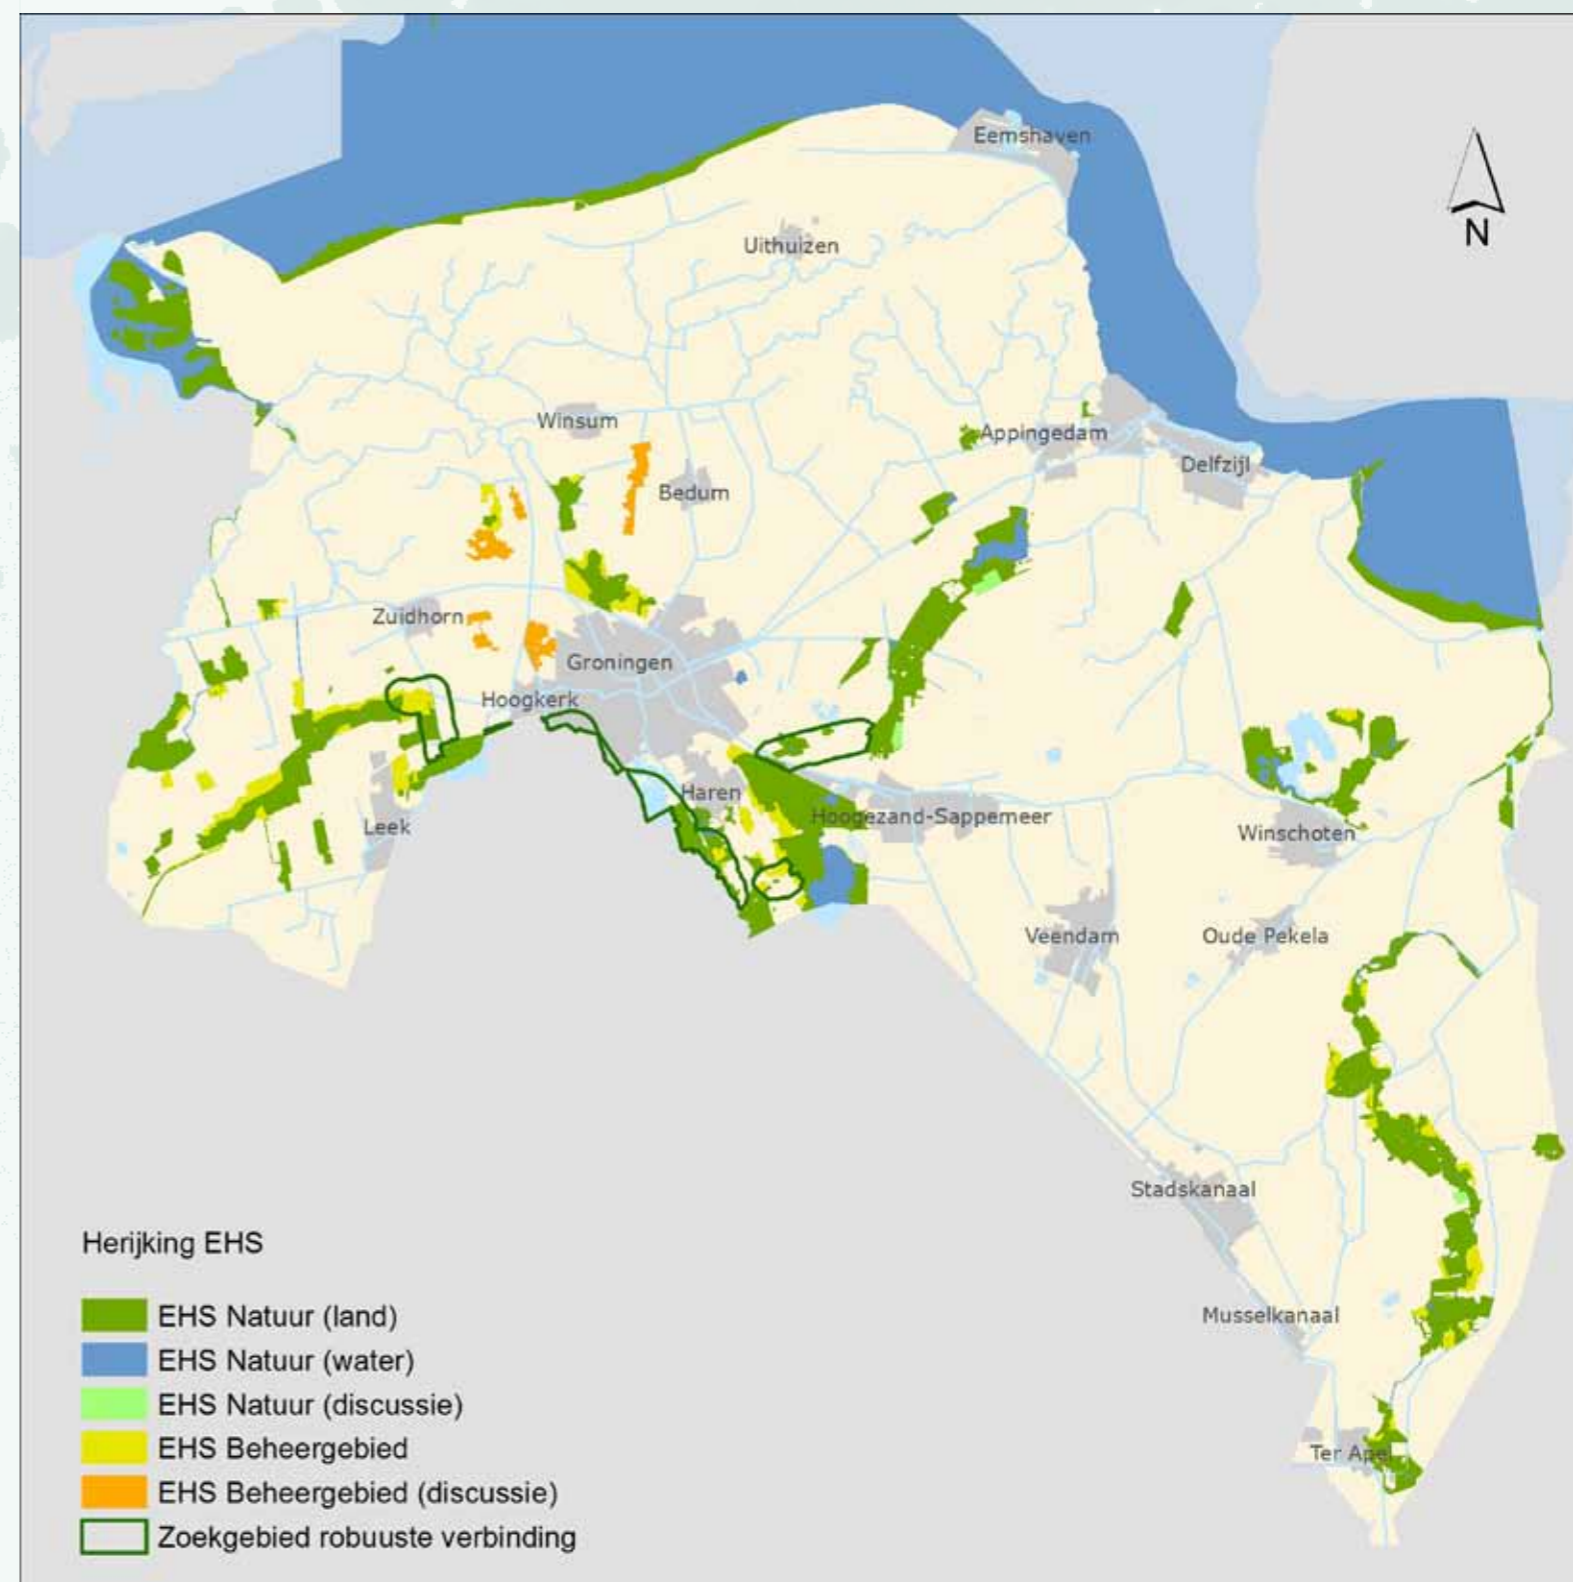 Eemshaven
N
Uithuizen
Winsum
Appingedam
Delfzijl
Bedum
Zuidhorn
Groningen
Hoogkerk
Haren
Hoogezand-Sappemeer
Leek
Winschoten
Veendam
Oude Pekela
Stadskanaal
Musselkanaal
Ter Apel
Herijking EHS
EHS Natuur (land)
EHS Natuur (water)
EHS Natuur (discussie)
EHS Beheergebied
EHS Beheergebied (discussie)
Zoekgebied robuuste verbinding